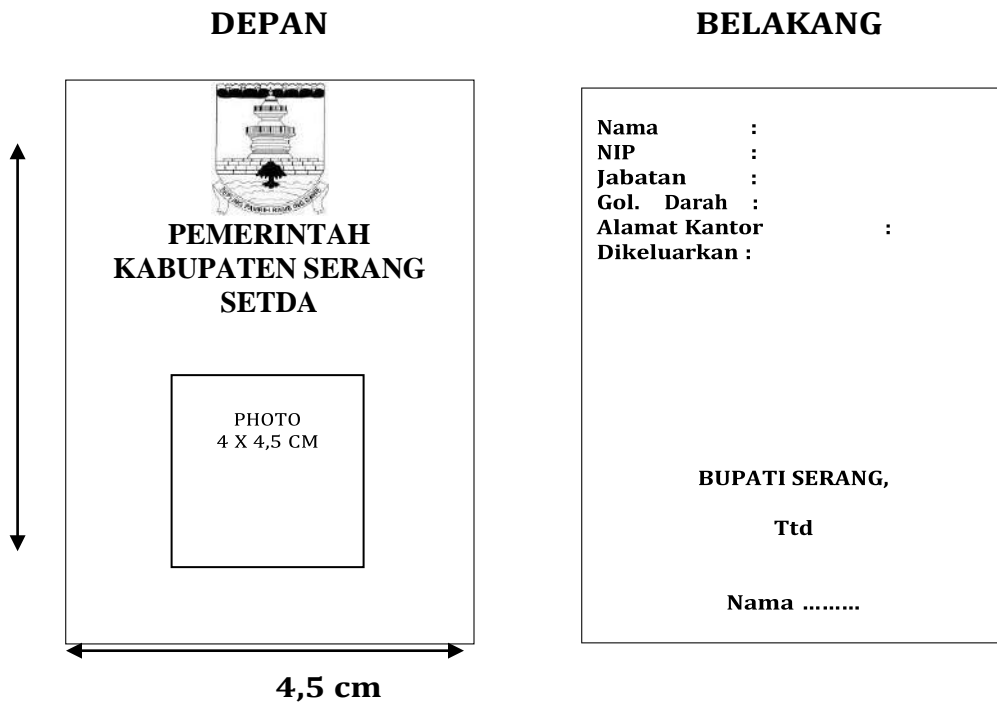 DEPAN
PEMERINTAH
KABUPATEN SERANG
SETDA
PHOTO
4 X 4,5 CM
4,5 cm
BELAKANG
Nama :
NIP :
Jabatan :
Gol. Darah :
Alamat Kantor :
Dikeluarkan :
BUPATI SERANG,
Ttd
Nama .........